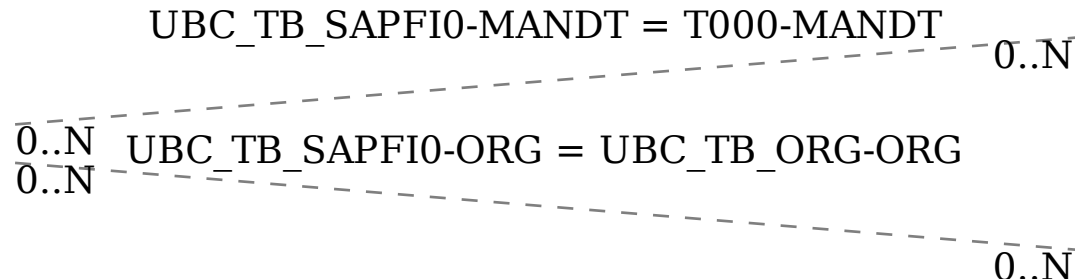 UBC_TB_SAPFI0-MANDT = T000-MANDT
0..N
0..N
UBC_TB_SAPFI0-ORG = UBC_TB_ORG-ORG
0..N
0..N